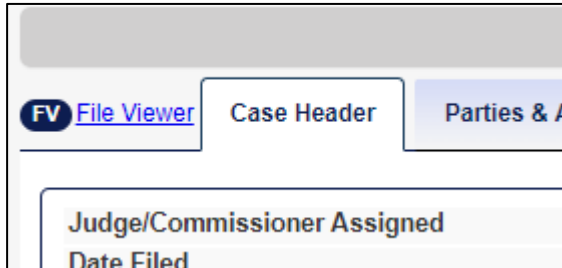 FV File Viewer Case Header Parties & A
Judge/Commissioner Assigned
Date Filed